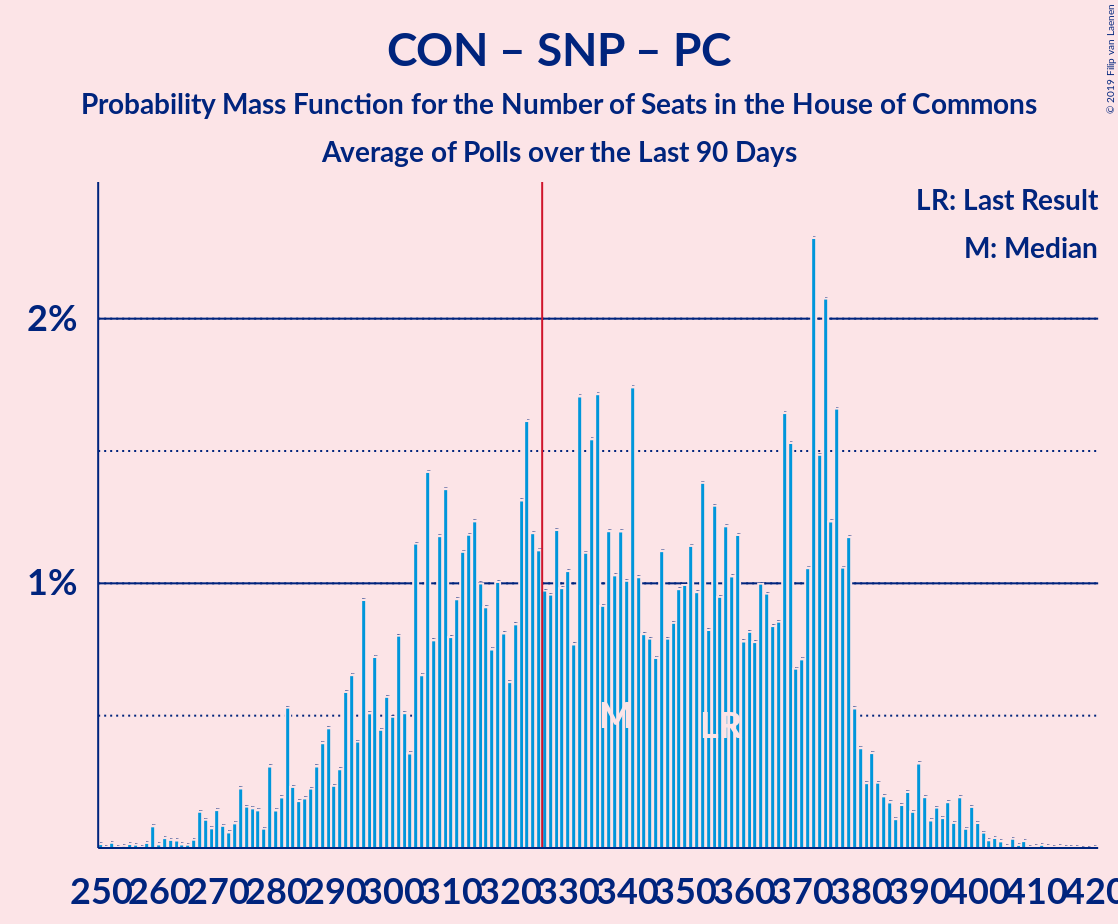 CON – SNP – PC
Probability Mass Function for the Number of Seats in the House of Commons
Average of Polls over the Last 90 Days
© 2019 Filip van Laenen
LR: Last Result
M: Median
2%
1%
M
LR
250 260 270 280 290 300 310 320 330 340 350 360 370 380 390 400 410 420